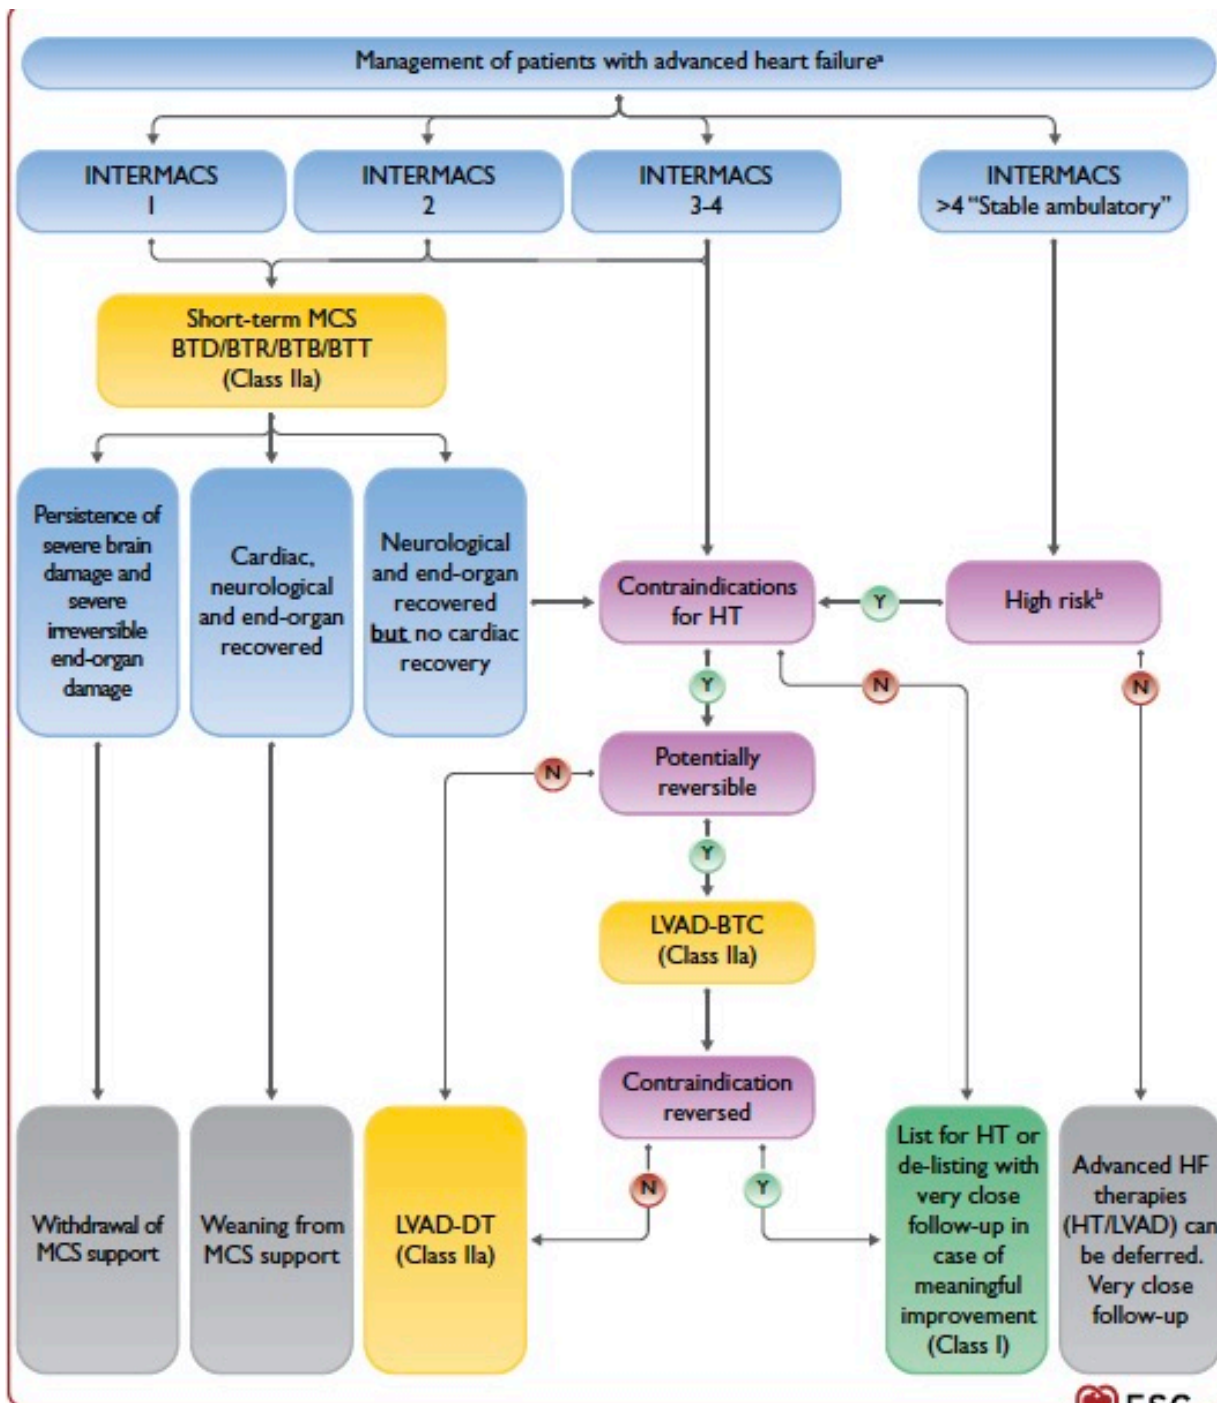 Management of patients with advanced heart failureª
INTERMACS
1
INTERMACS
2
INTERMACS
3-4
INTERMACS
>4 “Stable ambulatory”
Short-term MCS
BTD/BTR/BTB/BTT
(Class IIa)
Persistence of
severe brain
damage and
severe
irreversible
end-organ
damage
Cardiac,
neurological
and end-organ
recovered
Neurological
and end-organ
recovered
but no cardiac
recovery
Contraindications
for HT
Y
High riskᵇ
Y
N
N
Potentially
reversible
N
Y
LVAD-BTC
(Class IIa)
Contraindication
reversed
N
Y
Withdrawal of
MCS support
Weaning from
MCS support
LVAD-DT
(Class IIa)
List for HT or
de-listing with
very close
follow-up in
case of
meaningful
improvement
(Class I)
Advanced HF
therapies
(HT/LVAD) can
be deferred.
Very close
follow-up
ESC